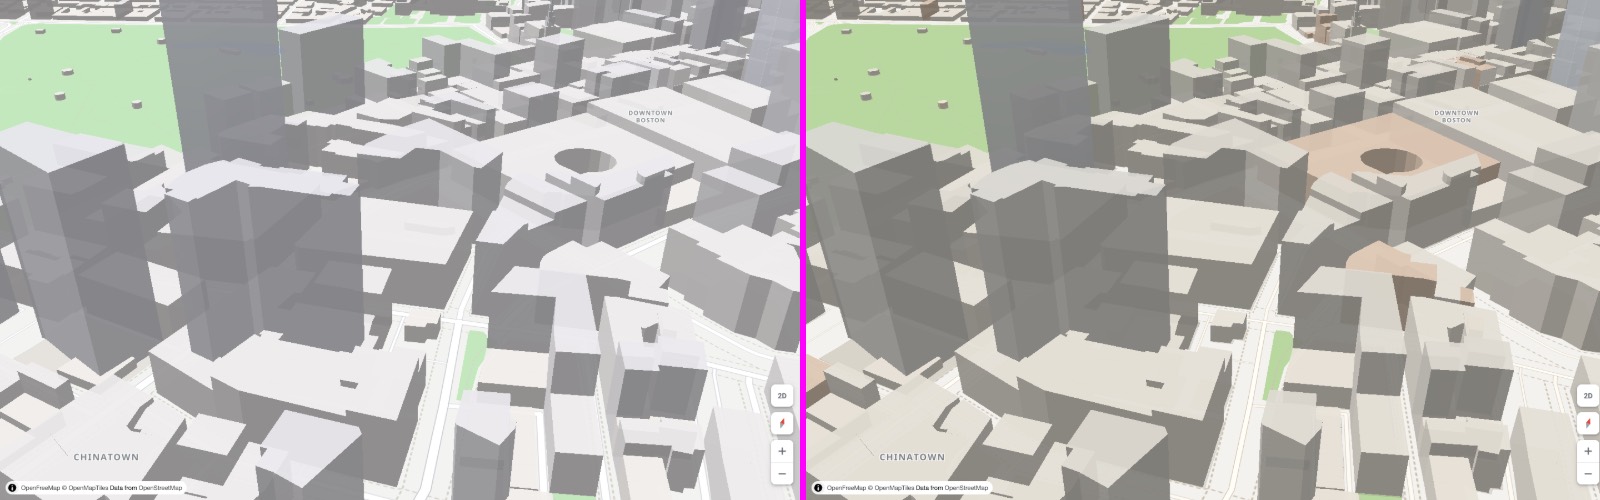 DOWNTOWN
BOSTON
2D
+
−
CHINATOWN
OpenFreeMap © OpenMapTiles Data from OpenStreetMap
DOWNTOWN
BOSTON
2D
+
−
CHINATOWN
OpenFreeMap © OpenMapTiles Data from OpenStreetMap